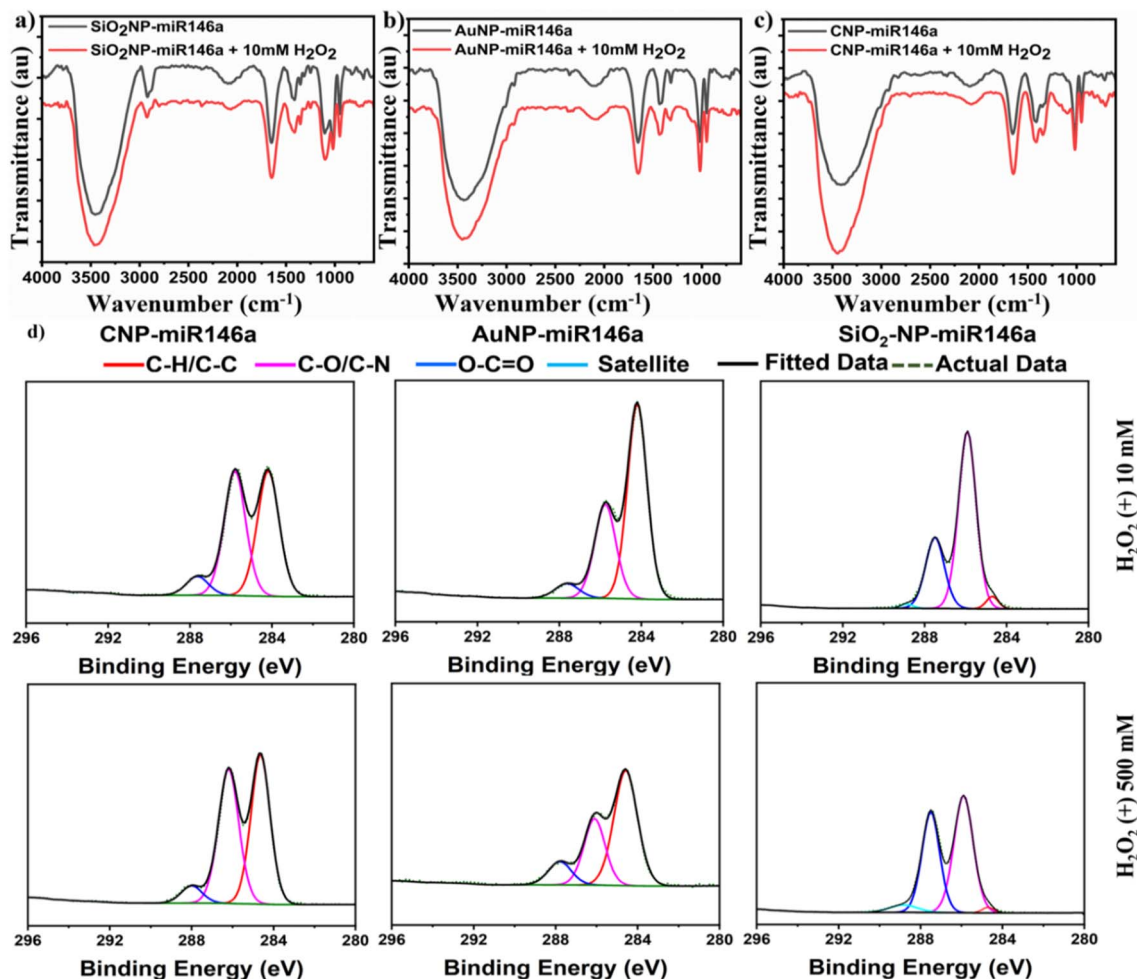 a)
SiO₂NP-miR146a
SiO₂NP-miR146a + 10mM H₂O₂
Transmittance (au)
4000 3500 3000 2500 2000 1500 1000
Wavenumber (cm⁻¹)
b)
AuNP-miR146a
AuNP-miR146a + 10mM H₂O₂
Transmittance (au)
4000 3500 3000 2500 2000 1500 1000
Wavenumber (cm⁻¹)
c)
CNP-miR146a
CNP-miR146a + 10mM H₂O₂
Transmittance (au)
4000 3500 3000 2500 2000 1500 1000
Wavenumber (cm⁻¹)
d)
CNP-miR146a AuNP-miR146a SiO₂-NP-miR146a
C-H/C-C C-O/C-N O-C=O Satellite Fitted Data Actual Data
296 292 288 284 280
Binding Energy (eV)
296 292 288 284 280
Binding Energy (eV)
296 292 288 284 280
Binding Energy (eV)
H₂O₂ (+) 10 mM
296 292 288 284 280
Binding Energy (eV)
296 292 288 284 280
Binding Energy (eV)
296 292 288 284 280
Binding Energy (eV)
H₂O₂ (+) 500 mM